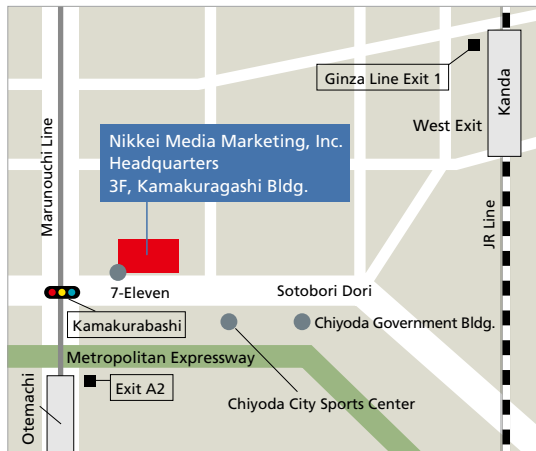 Ginza Line Exit 1
Kanda
West Exit
Marunouchi Line
Nikkei Media Marketing, Inc.
Headquarters
3F, Kamakuragashi Bldg.
JR Line
7-Eleven
Sotobori Dori
Kamakurabashi
Chiyoda Government Bldg.
Metropolitan Expressway
Exit A2
Chiyoda City Sports Center
Otemachi